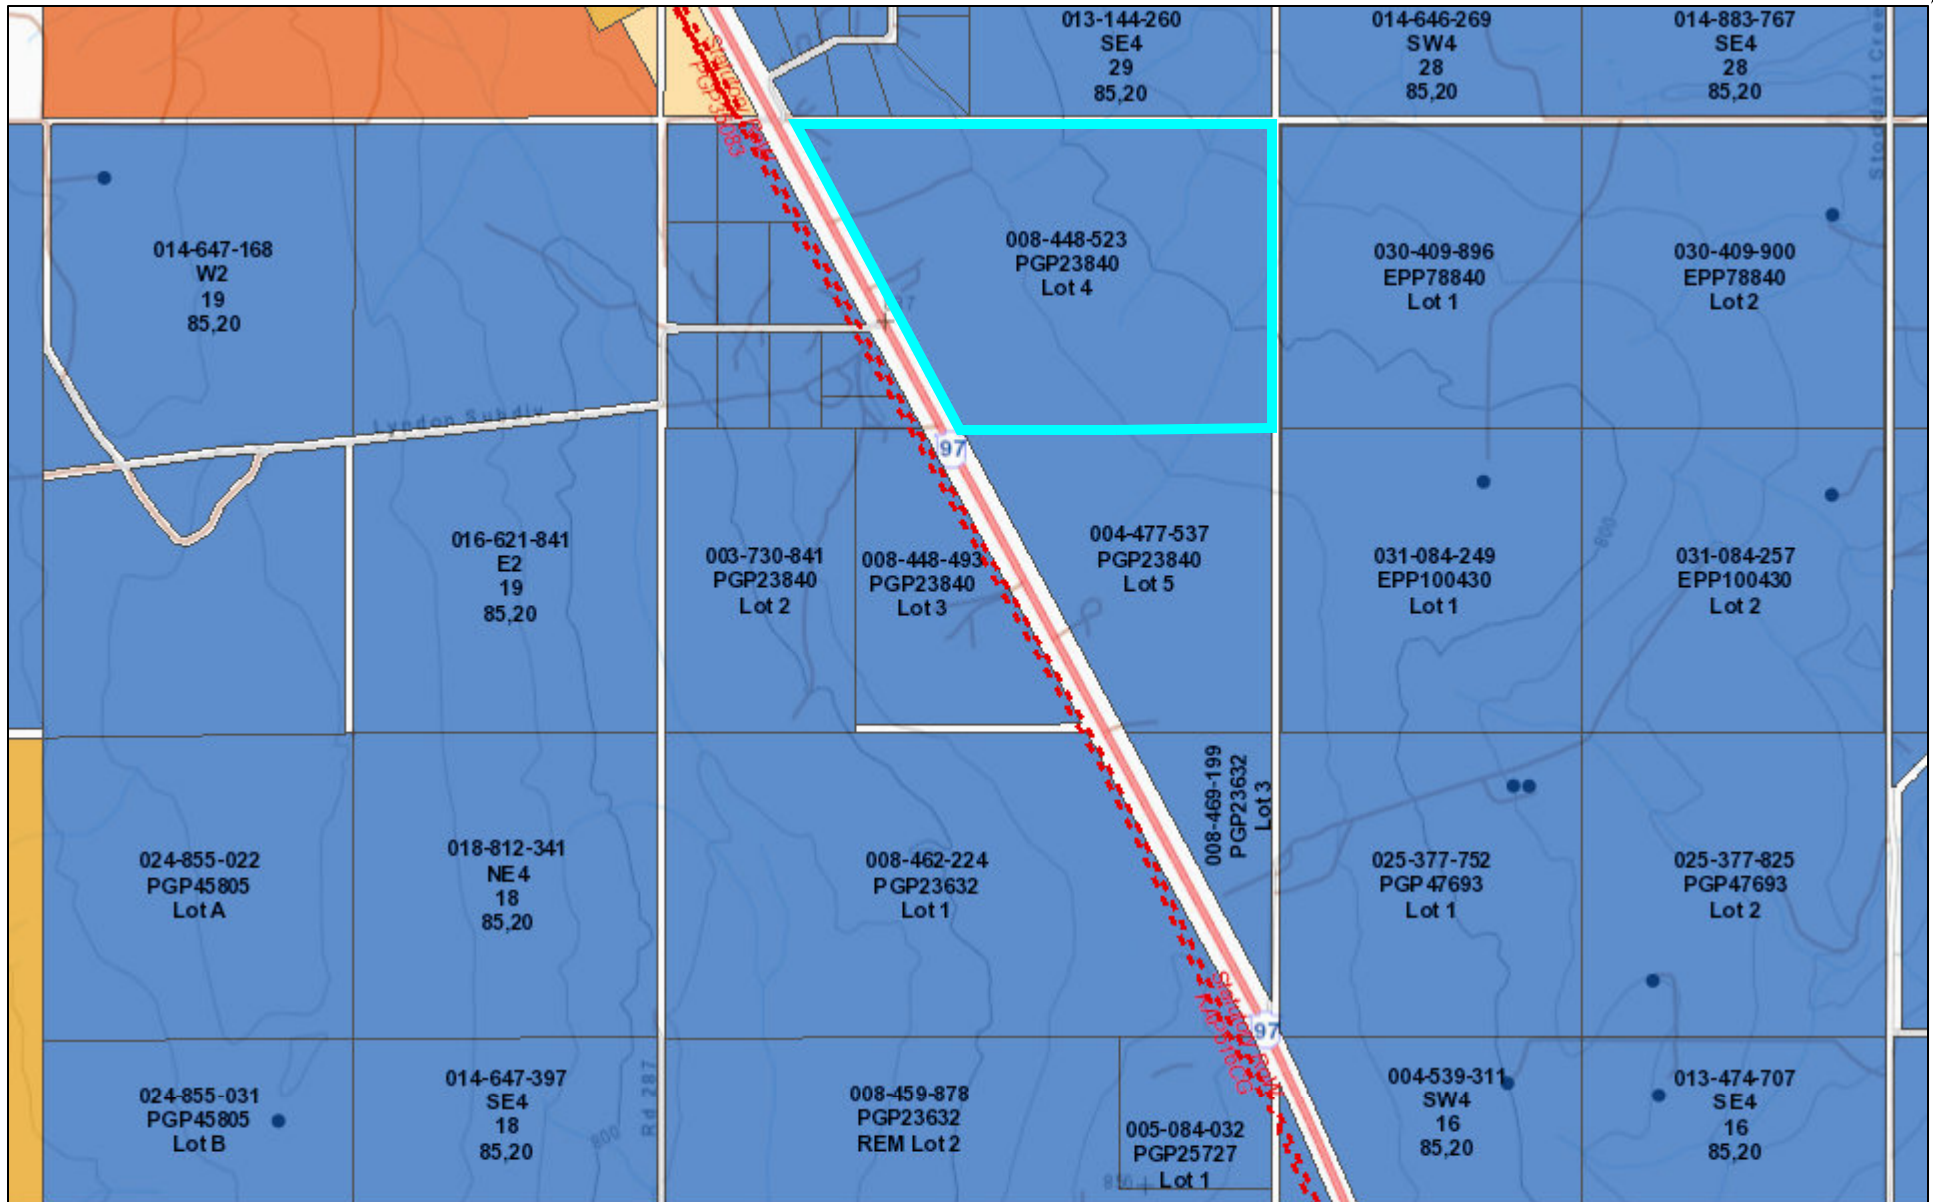 013-144-260
SE4
29
85,20
014-646-269
SW4
28
85,20
014-883-767
SE4
28
85,20
014-647-168
W2
19
85,20
008-448-523
PGP23840
Lot 4
030-409-896
EPP78840
Lot 1
030-409-900
EPP78840
Lot 2
Lyndon Subdiv
97
97
016-621-841
E2
19
85,20
003-730-841
PGP23840
Lot 2
008-448-493
PGP23840
Lot 3
004-477-537
PGP23840
Lot 5
031-084-249
EPP100430
Lot 1
031-084-257
EPP100430
Lot 2
800
008-469-199
PGP23632
Lot 3
024-855-022
PGP45805
Lot A
018-812-341
NE4
18
85,20
008-462-224
PGP23632
Lot 1
025-377-752
PGP47693
Lot 1
025-377-825
PGP47693
Lot 2
97
024-855-031
PGP45805
Lot B
014-647-397
SE4
18
85,20
800
Rd 287
008-459-878
PGP23632
REM Lot 2
005-084-032
PGP25727
Lot 1
004-539-311
SW4
16
85,20
013-474-707
SE4
16
85,20